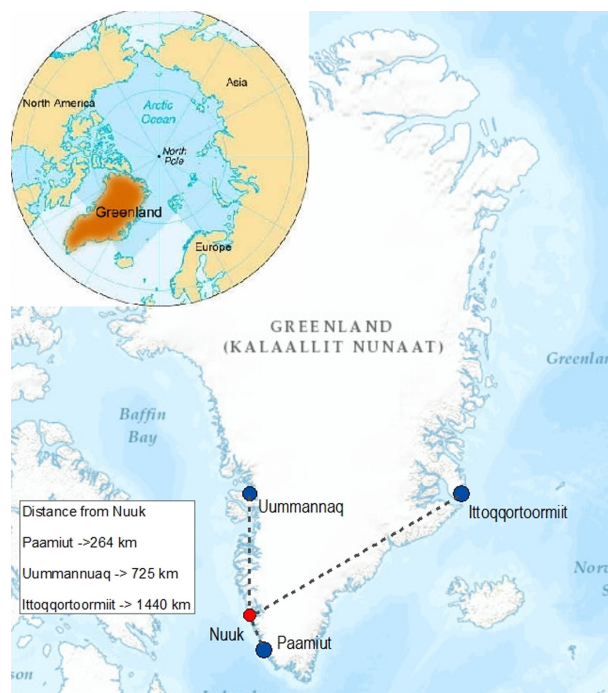 North America
Asia
Arctic
Ocean
North
Pole
Greenland
Europe
GREENLAND
(KALAALLIT NUNAAT)
Greenlan
Baffin
Bay
Uummannaq
Ittoqqortoormiit
Distance from Nuuk
Paamiut ->264 km
Uummannuaq -> 725 km
Ittoqqortoormiit -> 1440 km
Nuuk
Paamiut